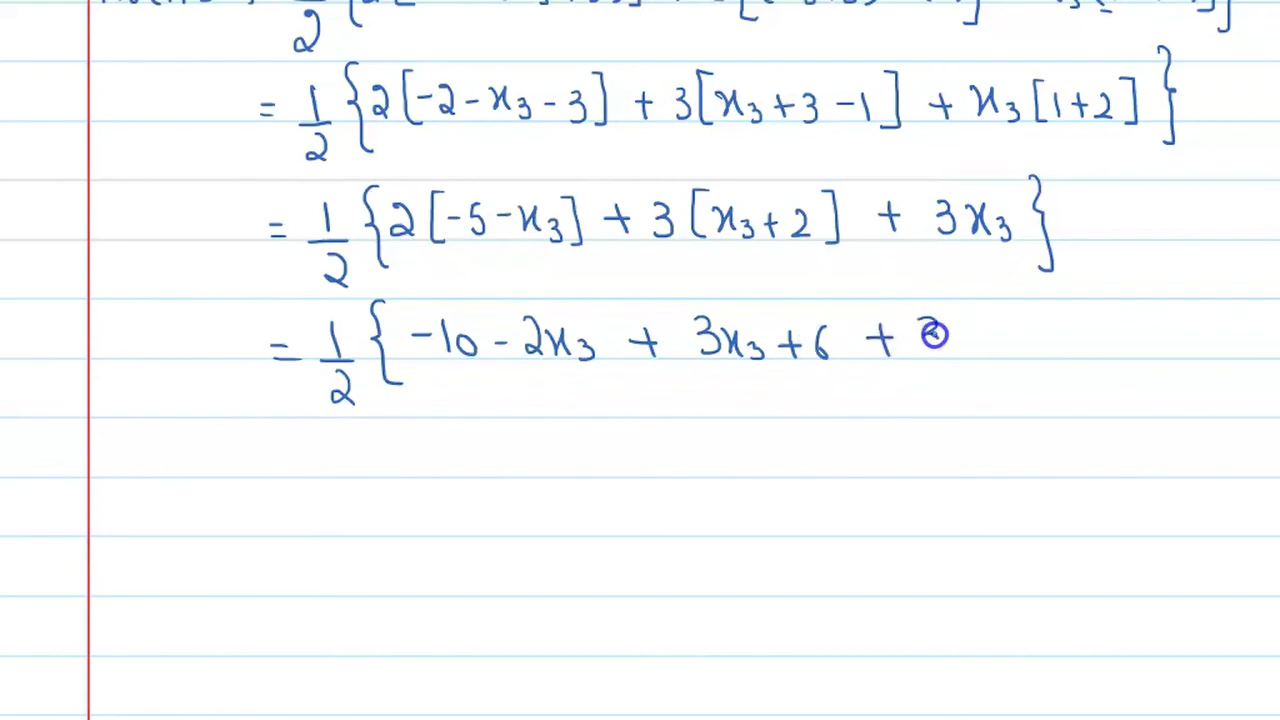 = 1/2 {2[-2-x₃-3] + 3[x₃+3-1] + x₃[1+2]}
= 1/2 {2[-5-x₃] + 3[x₃+2] + 3x₃}
= 1/2 { -10 - 2x₃ + 3x₃+6 +